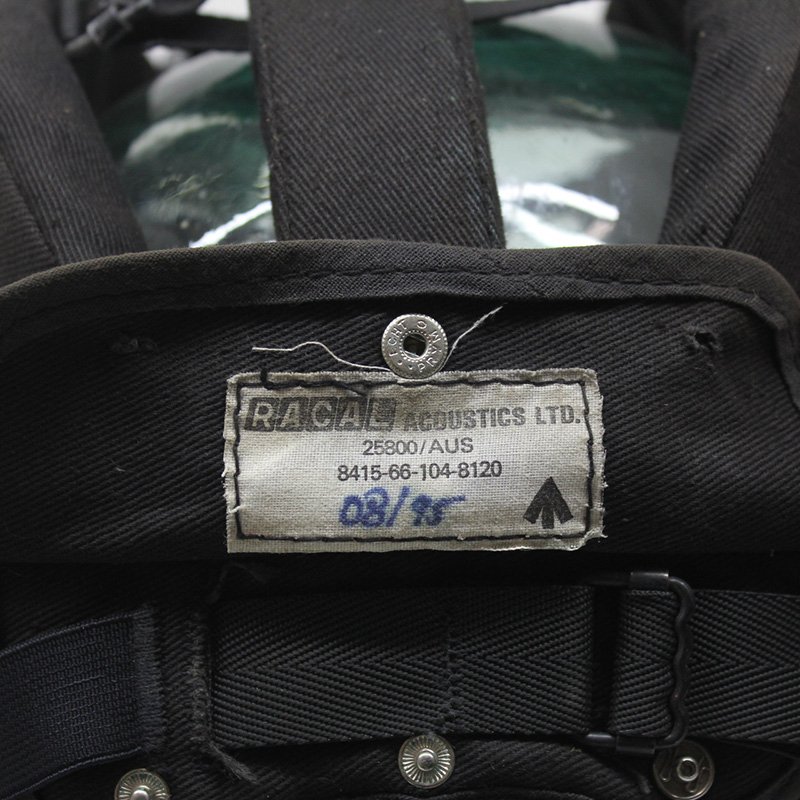 RACAL ACOUSTICS LTD.
25800/AUS
8415-66-104-8120
08/95